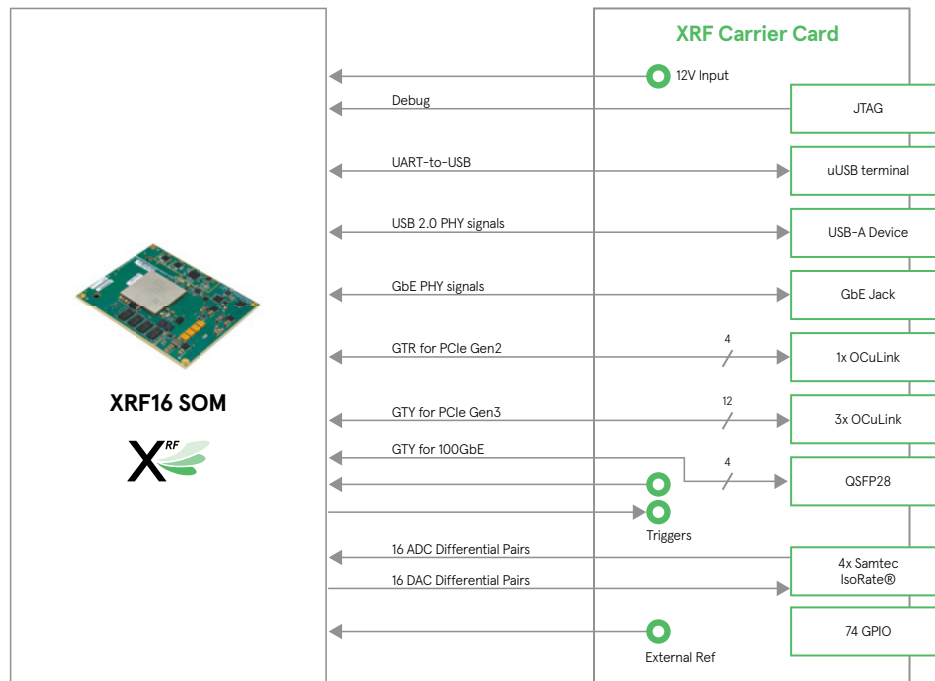 XRF Carrier Card
12V Input
Debug
JTAG
UART-to-USB
uUSB terminal
USB 2.0 PHY signals
USB-A Device
GbE PHY signals
GbE Jack
GTR for PCIe Gen2
4
1x OCuLink
XRF16 SOM
GTY for PCIe Gen3
12
3x OCuLink
X RF
GTY for 100GbE
4
QSFP28
Triggers
16 ADC Differential Pairs
4x Samtec
IsoRate®
16 DAC Differential Pairs
74 GPIO
External Ref